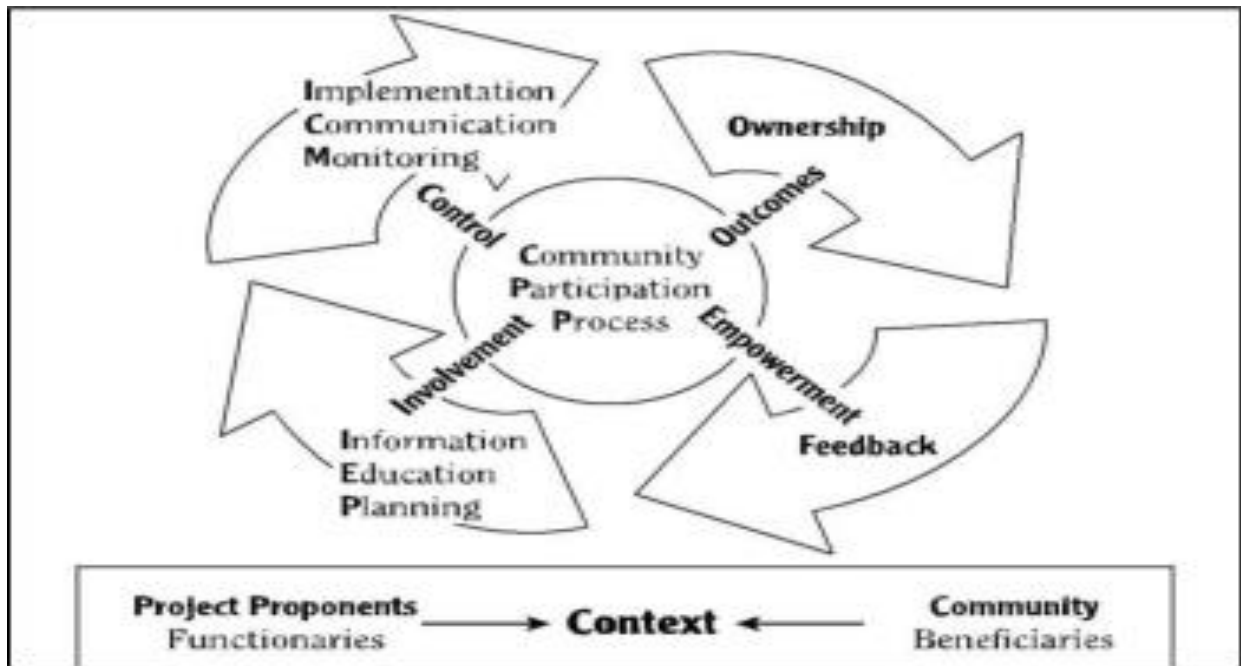 Implementation
Communication
Monitoring
Control
Ownership
Outcomes
Community
Participation
Process
Involvement
Empowerment
Information
Education
Planning
Feedback
Project Proponents
Functionaries
Context
Community
Beneficiaries